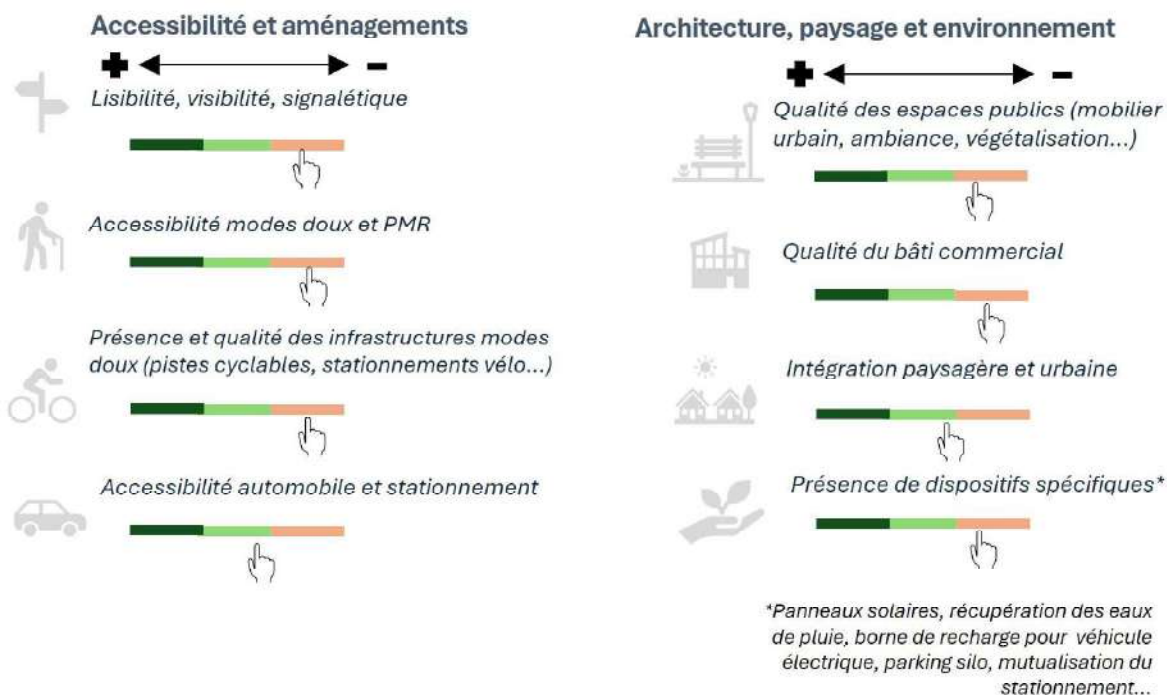 Accessibilité et aménagements
+ -
Lisibilité, visibilité, signalétique
Accessibilité modes doux et PMR
Présence et qualité des infrastructures modes
doux (pistes cyclables, stationnements vélo...)
Accessibilité automobile et stationnement
Architecture, paysage et environnement
+ -
Qualité des espaces publics (mobilier
urbain, ambiance, végétalisation...)
Qualité du bâti commercial
Intégration paysagère et urbaine
Présence de dispositifs spécifiques*
*Panneaux solaires, récupération des eaux
de pluie, borne de recharge pour véhicule
électrique, parking silo, mutualisation du
stationnement...